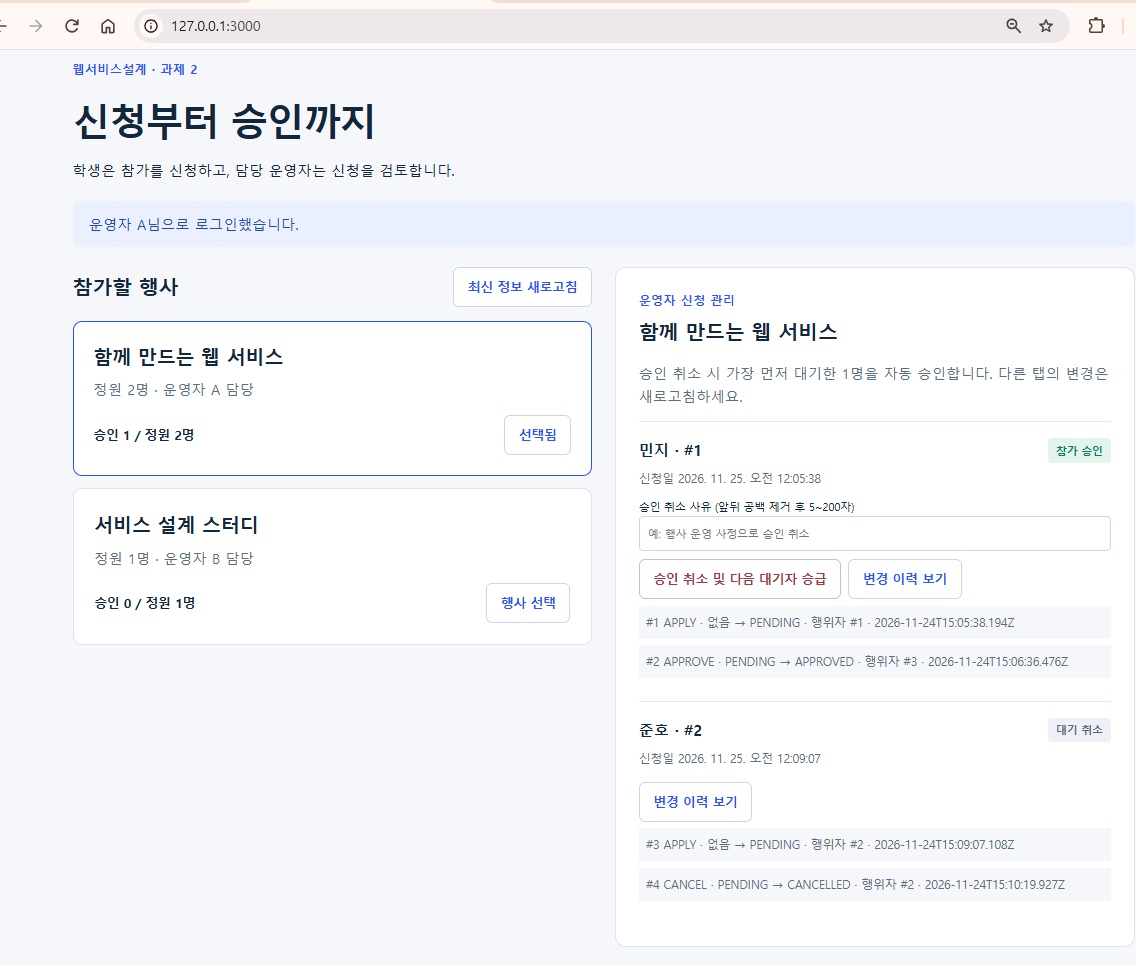 127.0.0.1:3000
웹서비스설계 · 과제 2
신청부터 승인까지
학생은 참가를 신청하고, 담당 운영자는 신청을 검토합니다.
운영자 A님으로 로그인했습니다.
참가할 행사
최신 정보 새로고침
함께 만드는 웹 서비스
정원 2명 · 운영자 A 담당
승인 1 / 정원 2명
선택됨
서비스 설계 스터디
정원 1명 · 운영자 B 담당
승인 0 / 정원 1명
행사 선택
운영자 신청 관리
함께 만드는 웹 서비스
승인 취소 시 가장 먼저 대기한 1명을 자동 승인합니다. 다른 탭의 변경은
새로고침하세요.
민지 · #1
참가 승인
신청일 2026. 11. 25. 오전 12:05:38
승인 취소 사유 (앞뒤 공백 제거 후 5~200자)
예: 행사 운영 사정으로 승인 취소
승인 취소 및 다음 대기자 승급
변경 이력 보기
#1 APPLY · 없음 → PENDING · 행위자 #1 · 2026-11-24T15:05:38.194Z
#2 APPROVE · PENDING → APPROVED · 행위자 #3 · 2026-11-24T15:06:36.476Z
준호 · #2
대기 취소
신청일 2026. 11. 25. 오전 12:09:07
변경 이력 보기
#3 APPLY · 없음 → PENDING · 행위자 #2 · 2026-11-24T15:09:07.108Z
#4 CANCEL · PENDING → CANCELLED · 행위자 #2 · 2026-11-24T15:10:19.927Z